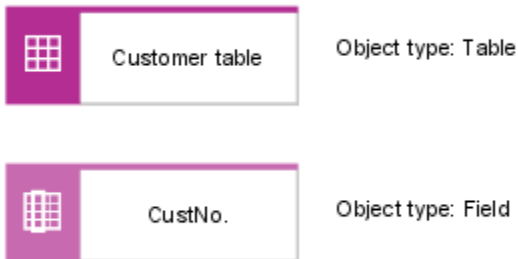 Customer table
Object type: Table
CustNo.
Object type: Field